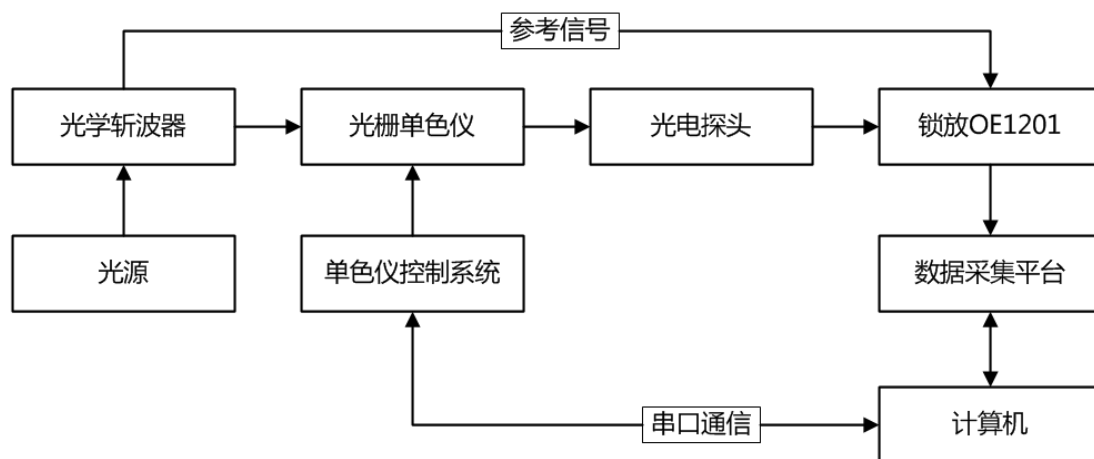 参考信号
光学斩波器
光栅单色仪
光电探头
锁放OE1201
光源
单色仪控制系统
数据采集平台
串口通信
计算机